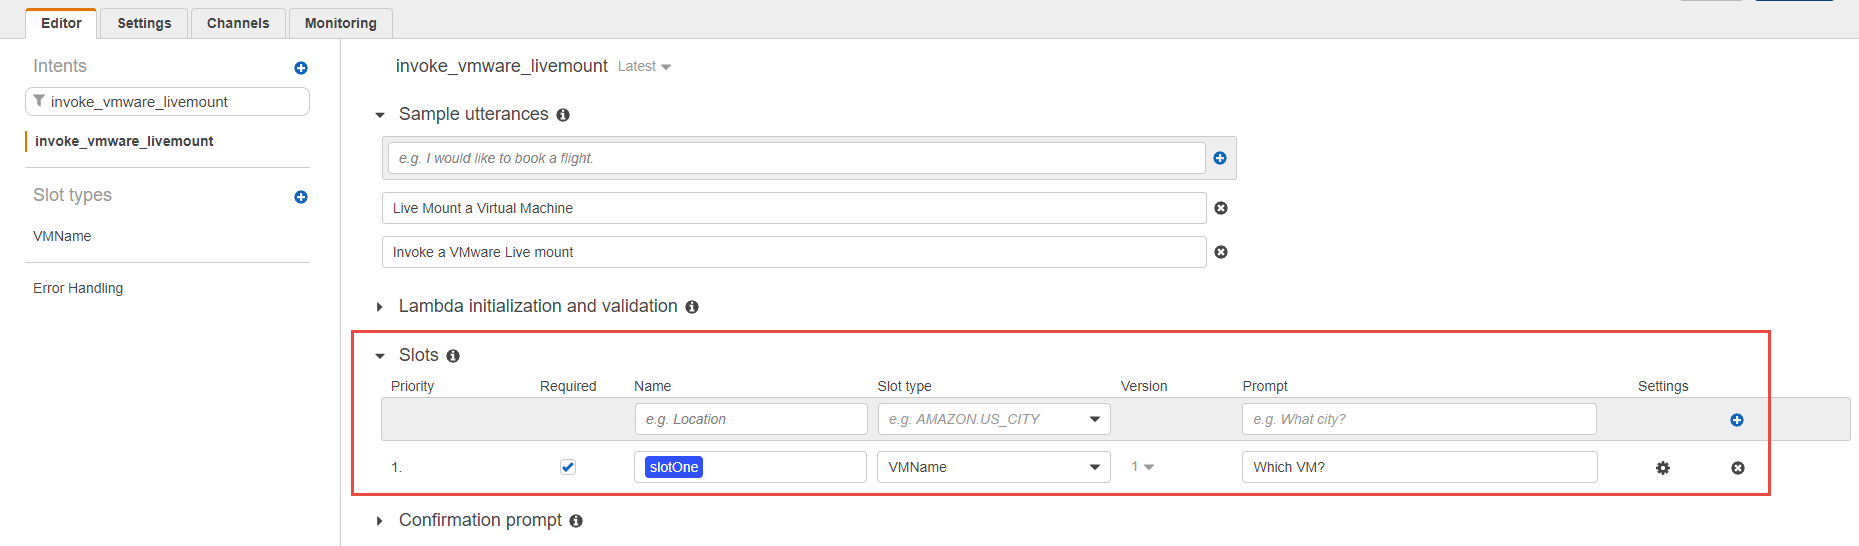 Editor Settings Channels Monitoring
Intents
invoke_vmware_livemount
invoke_vmware_livemount
Slot types
VMName
Error Handling
invoke_vmware_livemount Latest
Sample utterances
e.g. I would like to book a flight.
Live Mount a Virtual Machine
Invoke a VMware Live mount
Lambda initialization and validation
Slots
Priority Required Name Slot type Version Prompt Settings
e.g. Location e.g. AMAZON.US_CITY e.g. What city?
1. slotOne VMName 1 Which VM?
Confirmation prompt